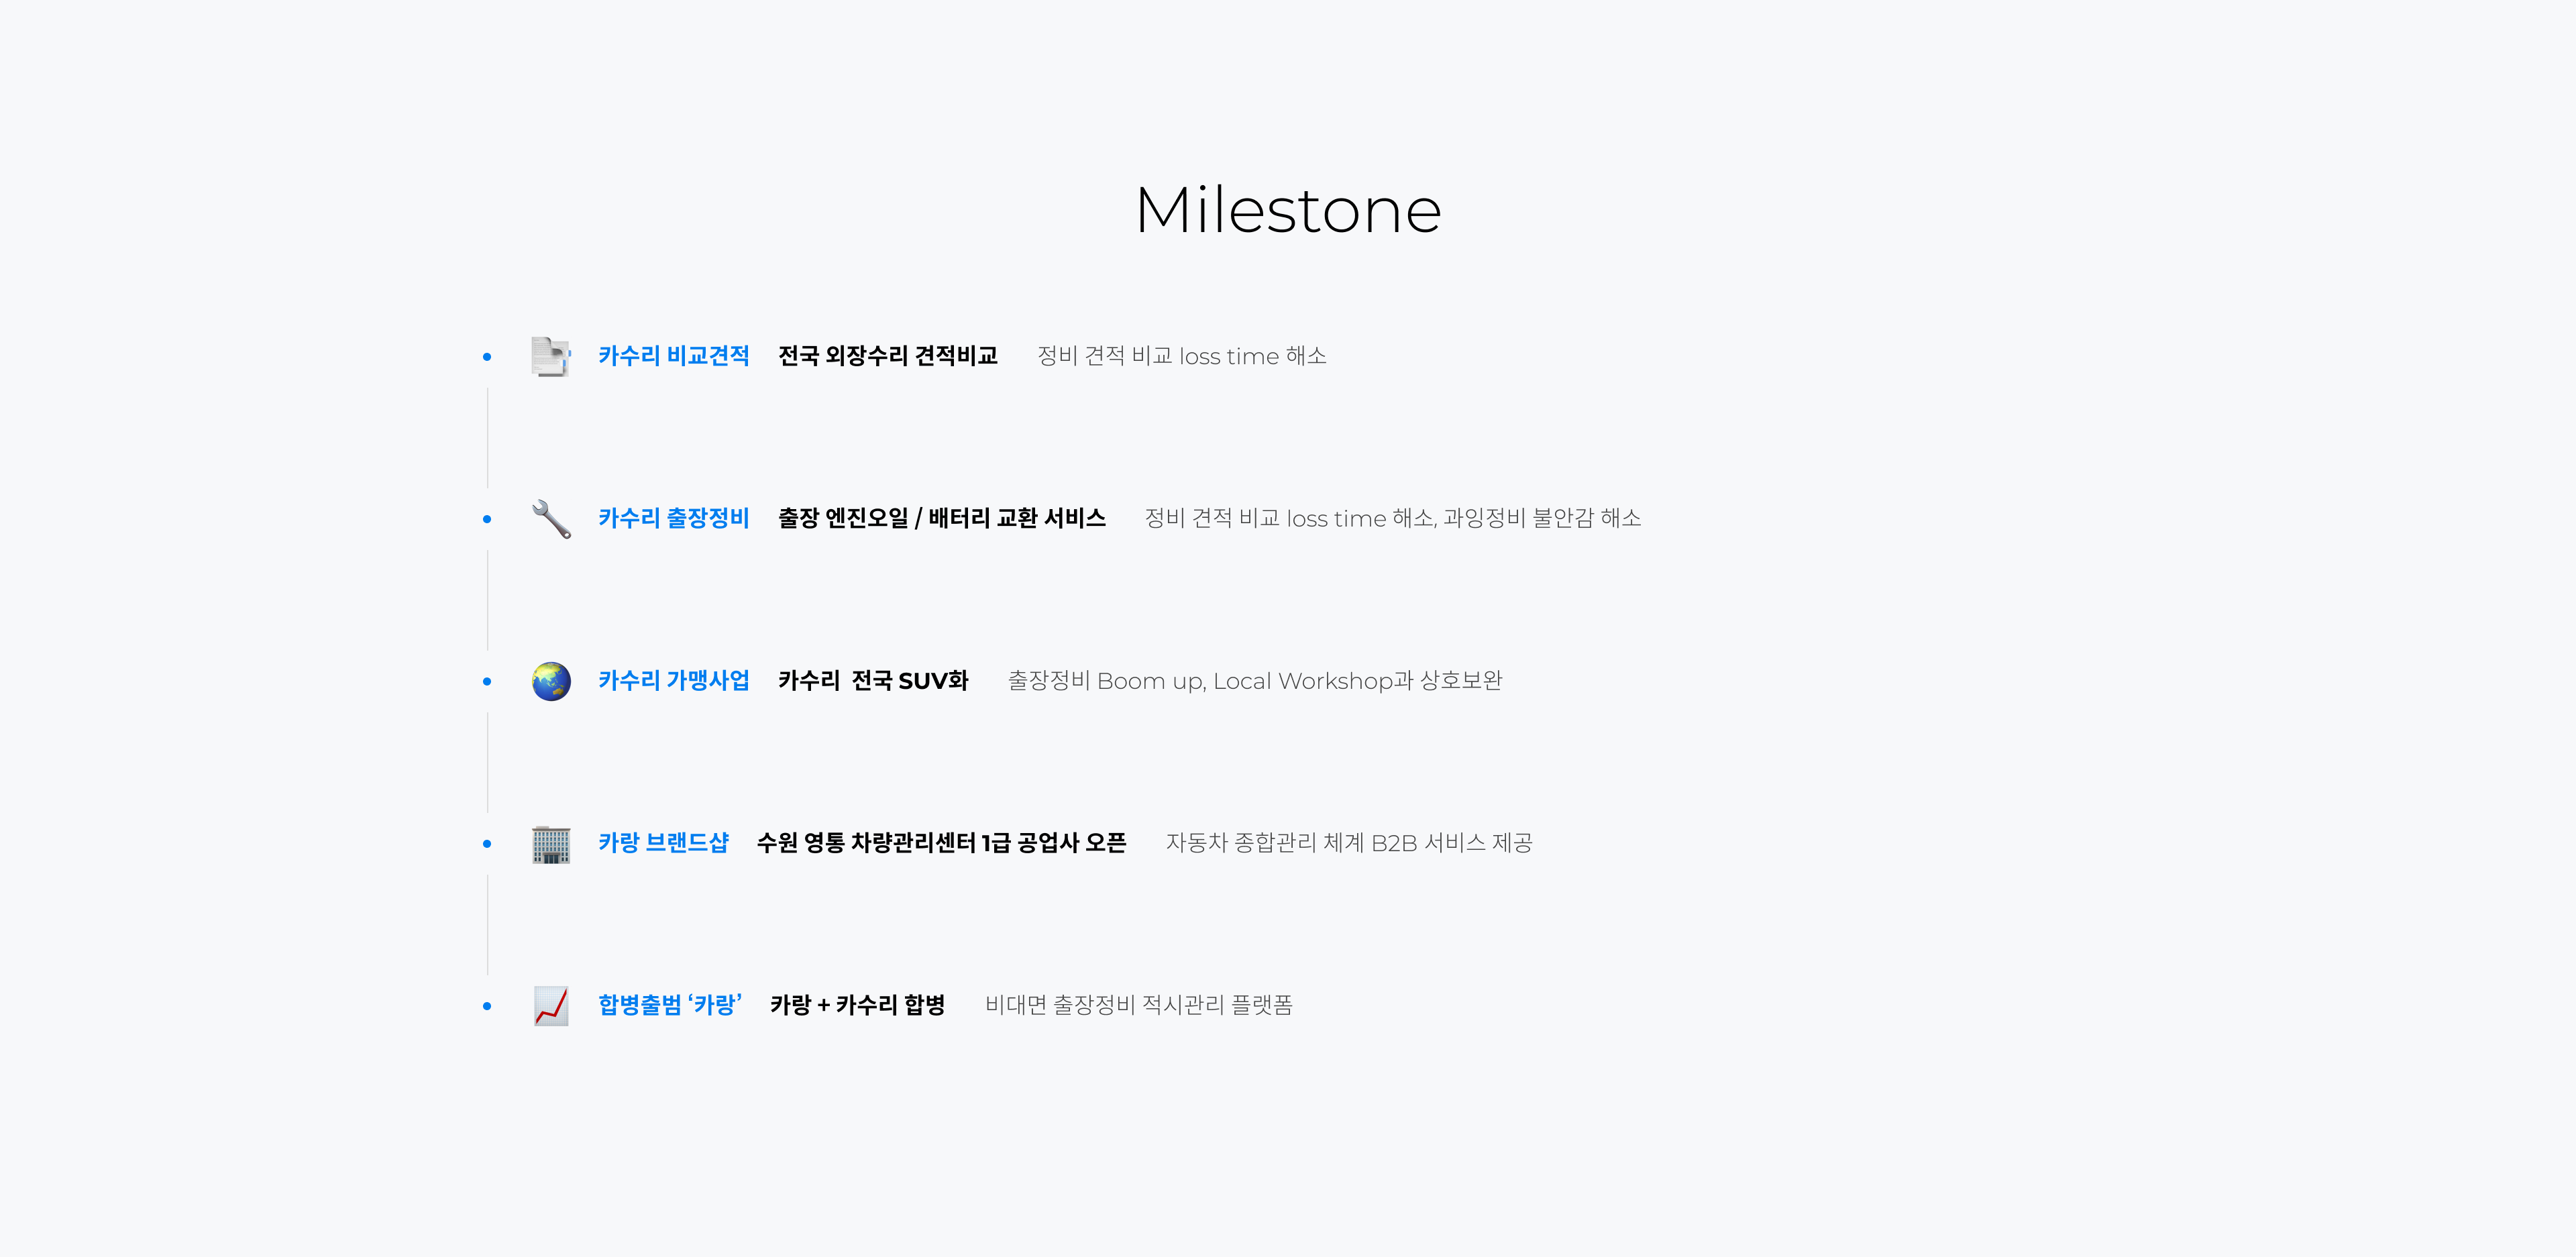 Milestone
카수리 비교견적 전국 외장수리 견적비교 정비 견적 비교 loss time 해소
카수리 출장정비 출장 엔진오일 / 배터리 교환 서비스 정비 견적 비교 loss time 해소, 과잉정비 불안감 해소
카수리 가맹사업 카수리 전국 SUV화 출장정비 Boom up, Local Workshop과 상호보완
카랑 브랜드샵 수원 영통 차량관리센터 1급 공업사 오픈 자동차 종합관리 체계 B2B 서비스 제공
합병출범 ‘카랑’ 카랑 + 카수리 합병 비대면 출장정비 적시관리 플랫폼